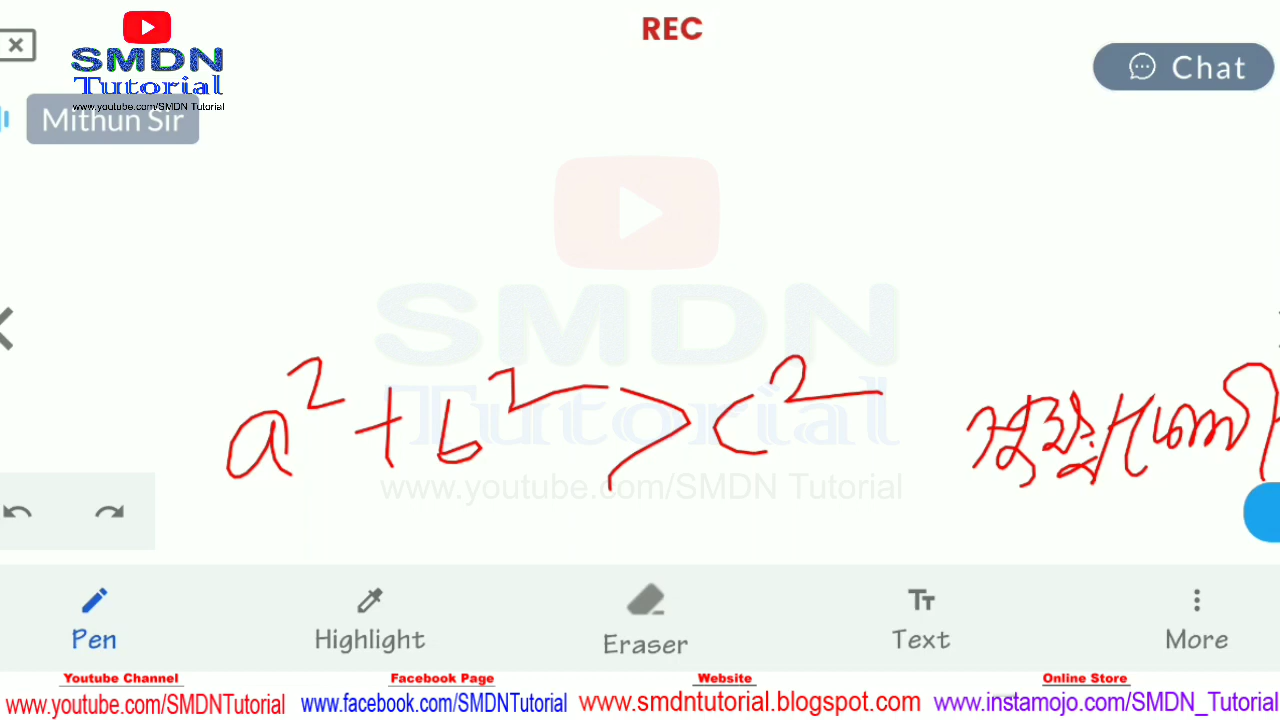 REC
SMDN
Tutorial
www.youtube.com/SMDN Tutorial
Chat
Mithun Sir
SMDN
Tutorial
www.youtube.com/SMDN Tutorial
a² + b² > c²
Pen
Highlight
Eraser
Text
More
Youtube Channel
Facebook Page
Website
Online Store
www.youtube.com/SMDNTutorial
www.facebook.com/SMDNTutorial
www.smdntutorial.blogspot.com
www.instamojo.com/SMDN_Tutorial